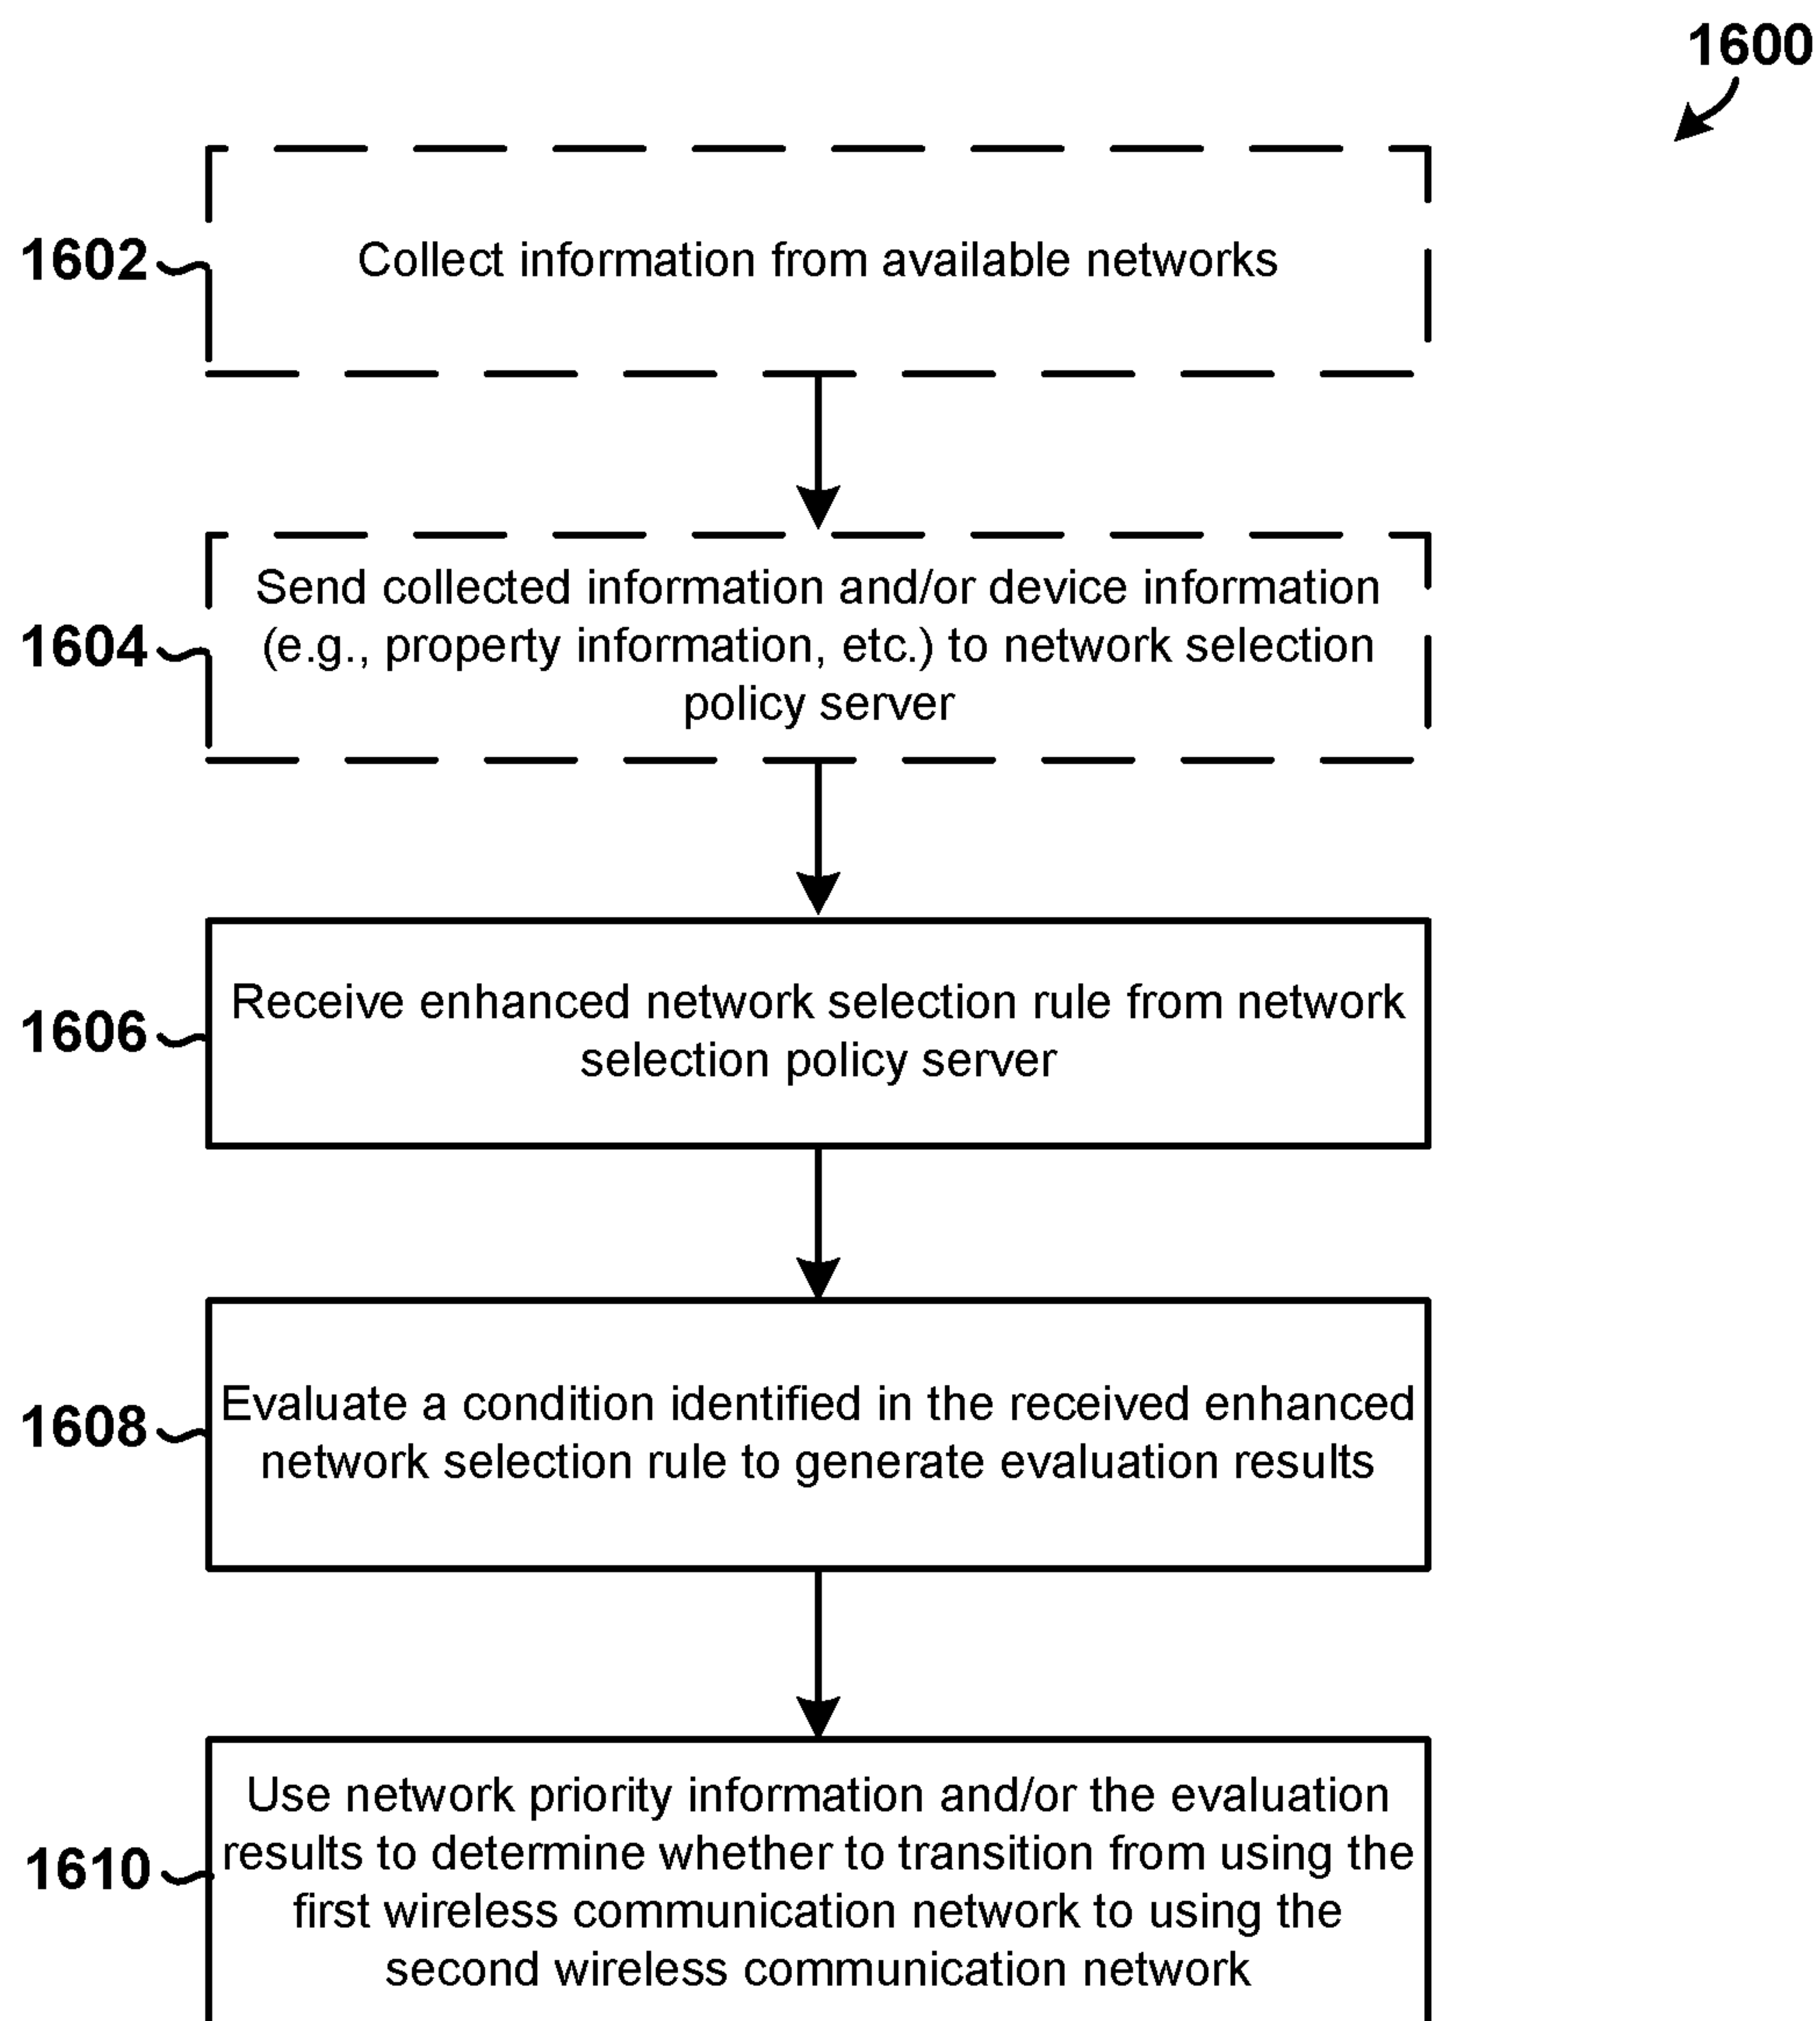 1600
1602
Collect information from available networks
1604
Send collected information and/or device information
(e.g., property information, etc.) to network selection
policy server
1606
Receive enhanced network selection rule from network
selection policy server
1608
Evaluate a condition identified in the received enhanced
network selection rule to generate evaluation results
1610
Use network priority information and/or the evaluation
results to determine whether to transition from using the
first wireless communication network to using the
second wireless communication network